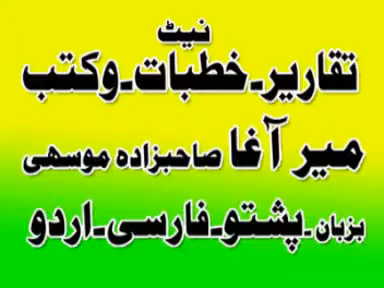 نیٹ
تقاریر۔خطبات۔وکتب
میر آغا صاحبزادہ موسھی
بزبان۔پشتو۔فارسی۔اردو